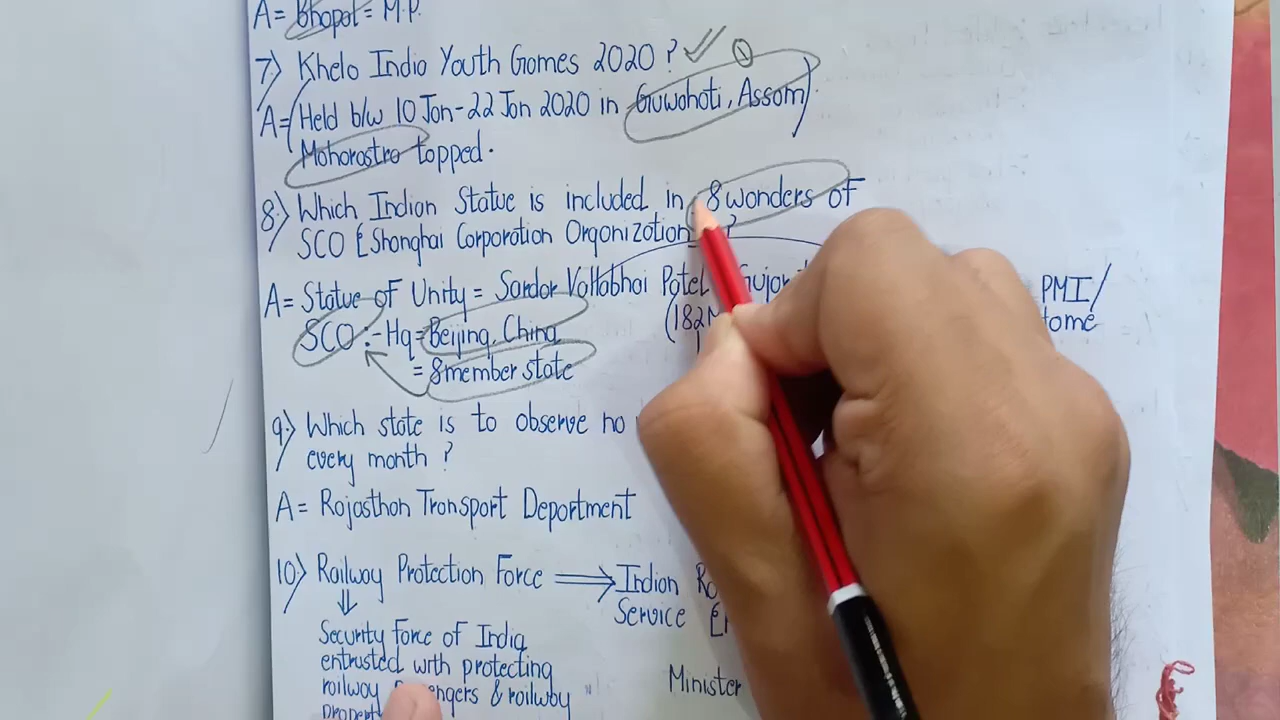 A= Bhopal = M.P.
7) Khelo India Youth Games 2020 ?
A= Held b/w 10 Jan-22 Jan 2020 in Guwahati, Assam
Maharastra topped.
8) Which Indian Statue is included in 8 wonders of
SCO [Shanghai Corporation Organization] ?
A= Statue of Unity = Sardar Vallabhai Patel
(182
PMI/
SCO :- Hq= Beijing, China
= 8 member state
9) Which state is to observe no
every month ?
A= Rajasthan Transport Department
10) Railway Protection Force ⇒ Indian
Service
Security Force of India
entrusted with protecting
railway & railway
Minister